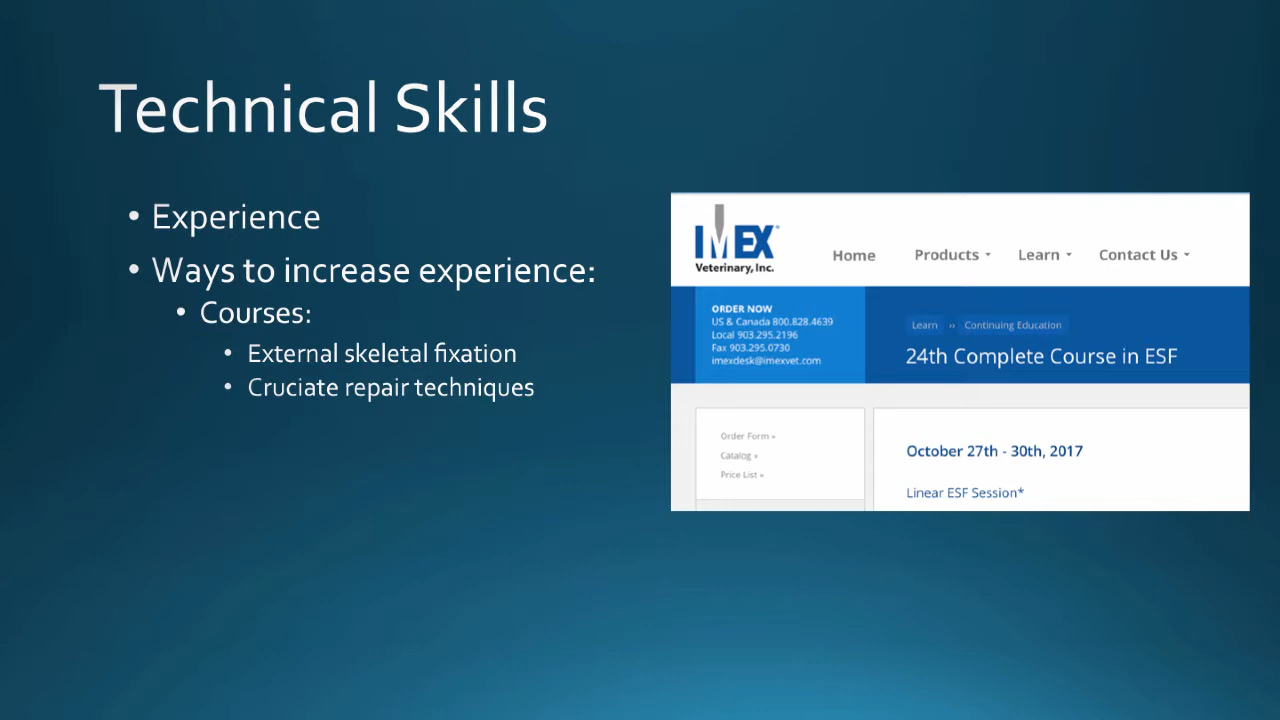 Technical Skills
• Experience
• Ways to increase experience:
• Courses:
• External skeletal fixation
• Cruciate repair techniques
IMEX®
Veterinary, Inc.
Home Products Learn Contact Us
ORDER NOW
US & Canada 800.828.4639
Local 903.295.2196
Fax 903.295.0730
imexdesk@imexvet.com
Learn ›› Continuing Education
24th Complete Course in ESF
Order Form »
Catalog »
Price List »
October 27th - 30th, 2017
Linear ESF Session*